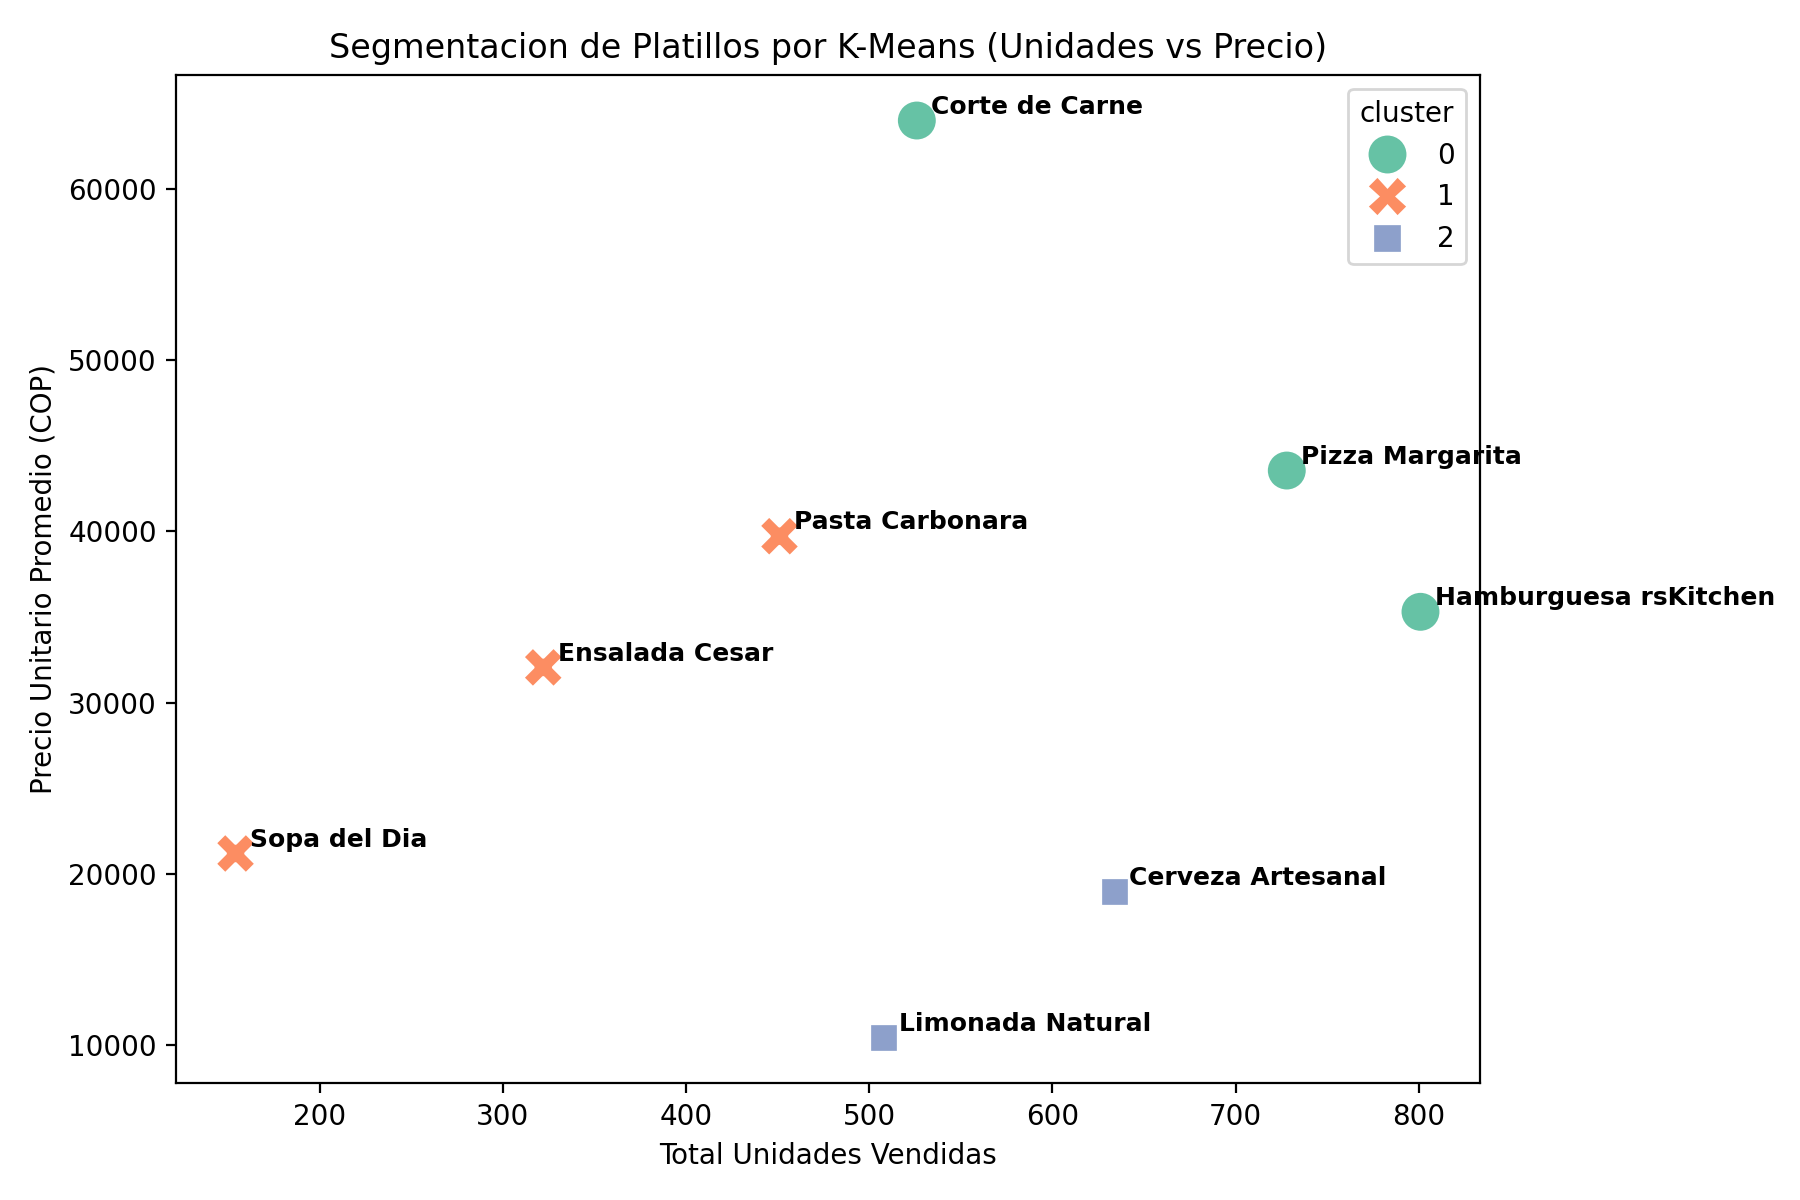 Segmentacion de Platillos por K-Means (Unidades vs Precio)
cluster
0
1
2
Corte de Carne
Pizza Margarita
Pasta Carbonara
Hamburguesa rsKitchen
Ensalada Cesar
Sopa del Dia
Cerveza Artesanal
Limonada Natural
Precio Unitario Promedio (COP)
60000
50000
40000
30000
20000
10000
200
300
400
500
600
700
800
Total Unidades Vendidas